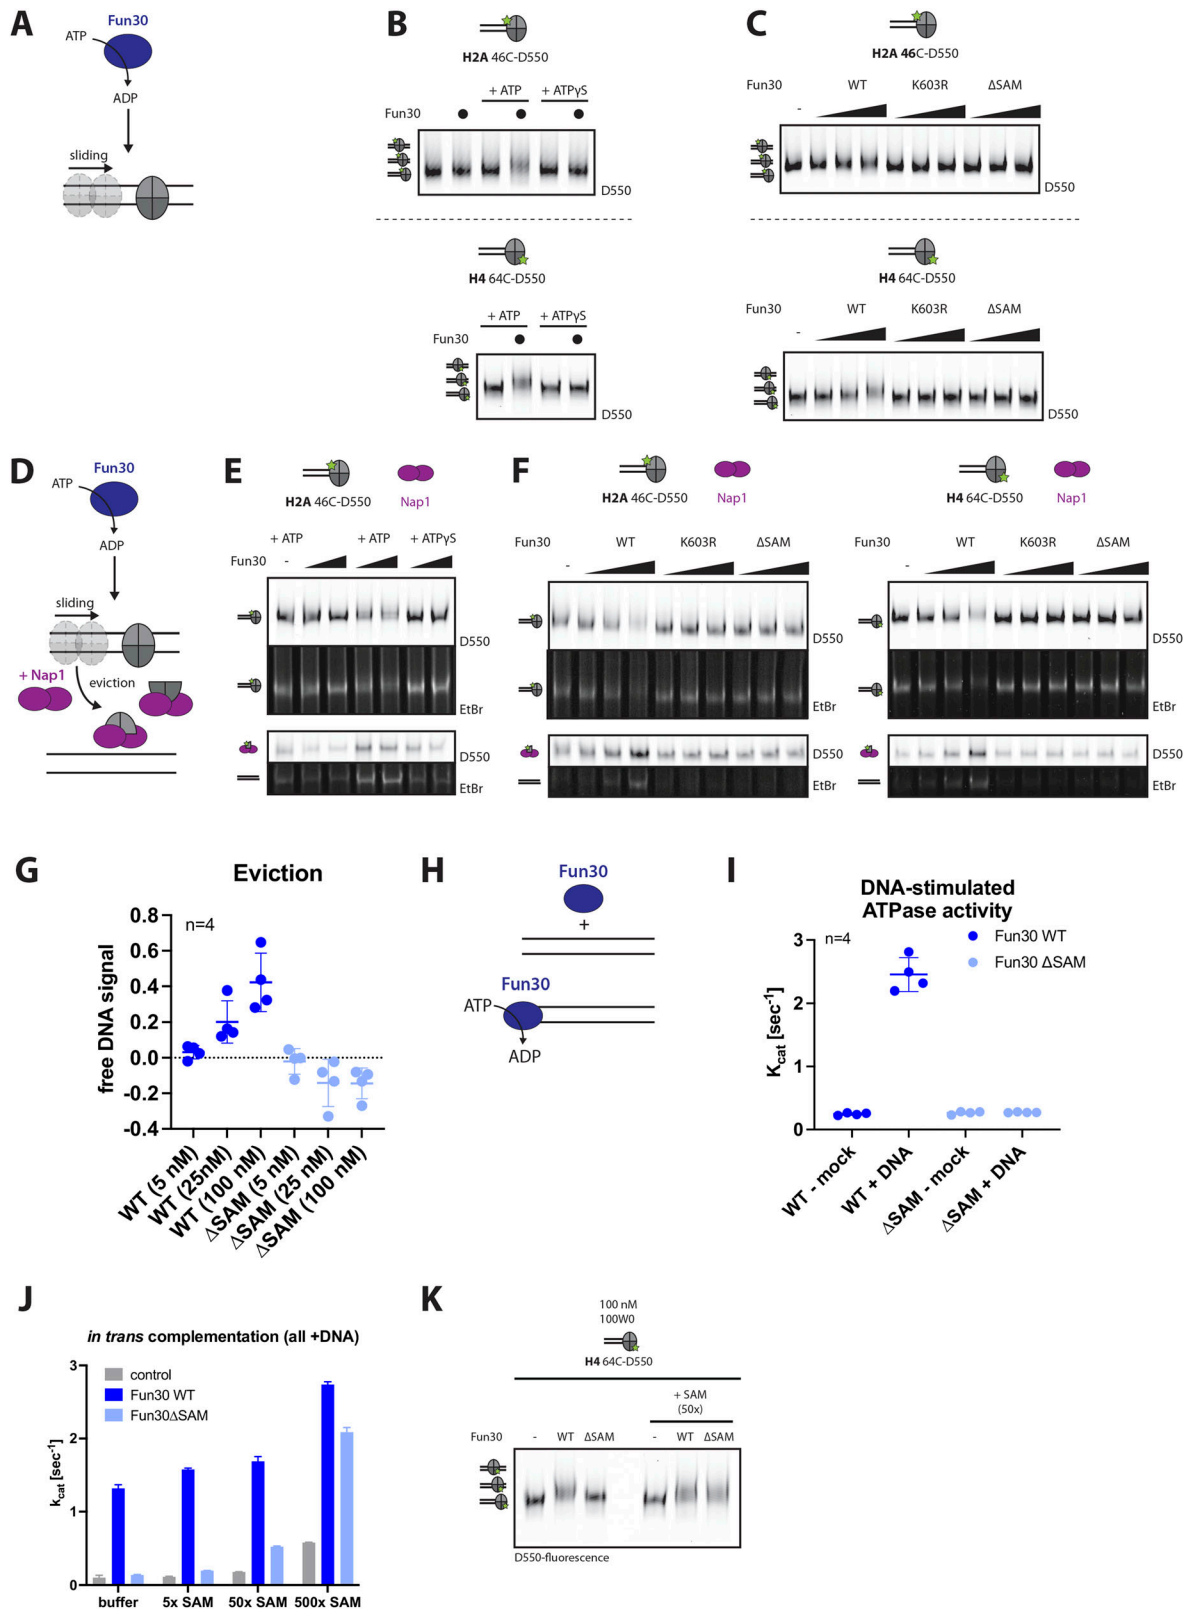 A
Fun30
ATP
ADP
sliding
B
H2A 46C-D550
+ ATP
+ ATPγS
Fun30
D550
H4 64C-D550
+ ATP
+ ATPγS
Fun30
D550
C
H2A 46C-D550
Fun30
WT
K603R
ΔSAM
-
D550
H4 64C-D550
Fun30
WT
K603R
ΔSAM
-
D550
D
Fun30
ATP
ADP
sliding
+ Nap1
eviction
E
H2A 46C-D550
Nap1
+ ATP
+ ATP
+ ATPγS
Fun30
-
D550
EtBr
D550
EtBr
F
H2A 46C-D550
Nap1
Fun30
WT
K603R
ΔSAM
-
D550
EtBr
D550
EtBr
H4 64C-D550
Nap1
Fun30
WT
K603R
ΔSAM
-
D550
EtBr
D550
EtBr
G
Eviction
n=4
free DNA signal
0.8
0.6
0.4
0.2
0.0
-0.2
-0.4
WT (5 nM)
WT (25nM)
WT (100 nM)
ΔSAM (5 nM)
ΔSAM (25 nM)
ΔSAM (100 nM)
H
Fun30
+
Fun30
ATP
ADP
I
DNA-stimulated
ATPase activity
n=4
Fun30 WT
Fun30 ΔSAM
Kcat [sec-1]
3
2
1
0
WT - mock
WT + DNA
ΔSAM - mock
ΔSAM + DNA
J
in trans complementation (all +DNA)
control
Fun30 WT
Fun30ΔSAM
kcat [sec-1]
3
2
1
0
buffer
5x SAM
50x SAM
500x SAM
K
100 nM
100W0
H4 64C-D550
+ SAM
(50x)
Fun30
-
WT
ΔSAM
-
WT
ΔSAM
D550-fluorescence